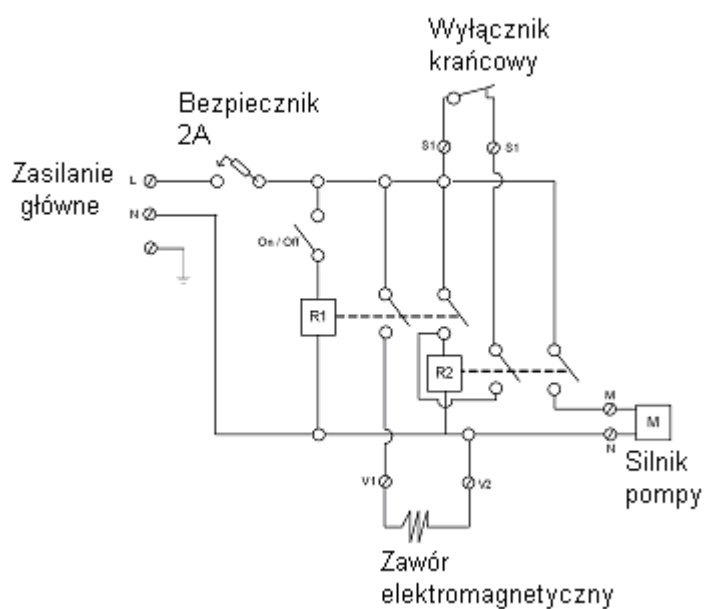 Wyłącznik
krańcowy
Bezpiecznik
2A
S1 S1
Zasilanie
główne
L
N
On / Off
R1
R2
M
M
N
Silnik
pompy
V1 V2
Zawór
elektromagnetyczny